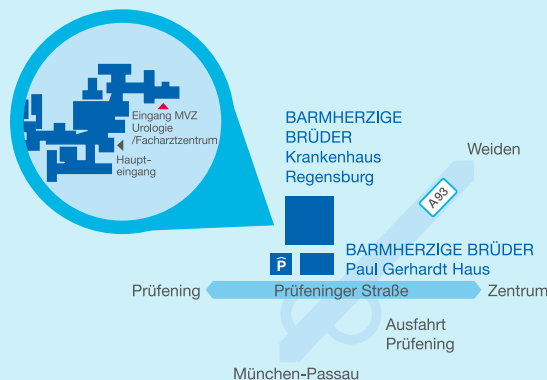 Eingang MVZ
Urologie
/Facharztzentrum
Haupt-
eingang
BARMHERZIGE
BRÜDER
Krankenhaus
Regensburg
Weiden
A93
P
BARMHERZIGE BRÜDER
Paul Gerhardt Haus
Prüfening
Prüfeninger Straße
Zentrum
Ausfahrt
Prüfening
München-Passau